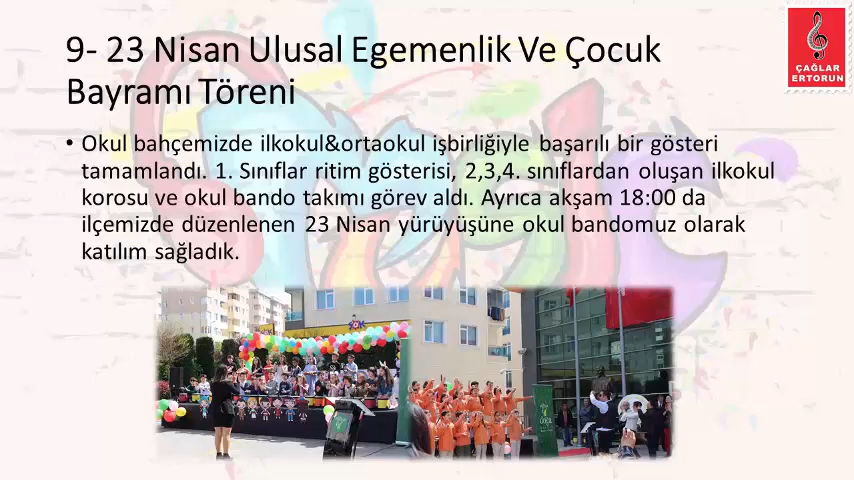 9- 23 Nisan Ulusal Egemenlik Ve Çocuk
Bayramı Töreni
ÇAĞLAR
ERTORUN
• Okul bahçemizde ilkokul&ortaokul işbirliğiyle başarılı bir gösteri
tamamlandı. 1. Sınıflar ritim gösterisi, 2,3,4. sınıflardan oluşan ilkokul
korosu ve okul bando takımı görev aldı. Ayrıca akşam 18:00 da
ilçemizde düzenlenen 23 Nisan yürüyüşüne okul bandomuz olarak
katılım sağladık.